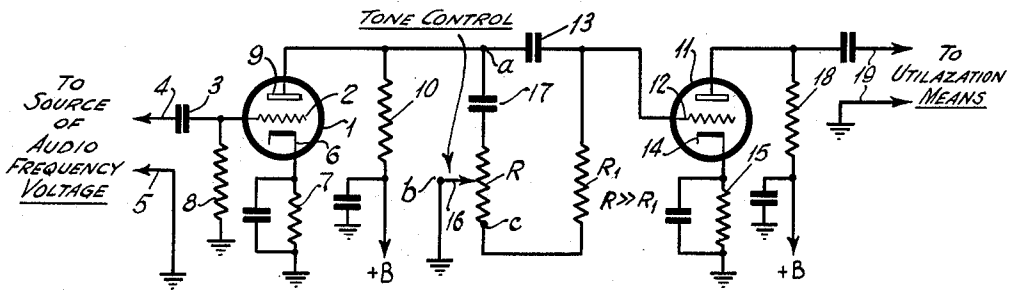 TONE CONTROL
13
9
a
11
TO
UTILAZATION
MEANS
19
18
TO
SOURCE
OF
AUDIO
FREQUENCY
VOLTAGE
4
3
2
1
10
17
12
6
14
15
5
8
7
b
16
R
c
R₁
R≫R₁
+B
+B